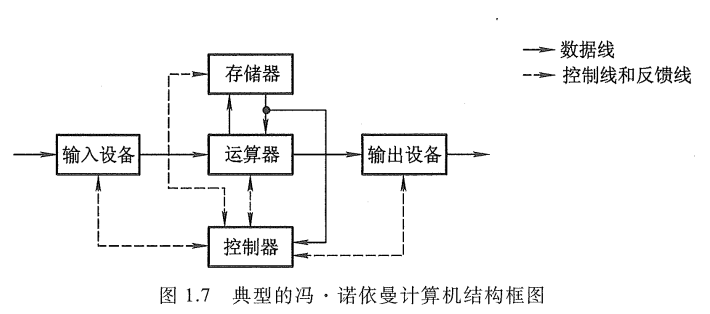 数据线
存储器
控制线和反馈线
输入设备
运算器
输出设备
控制器
图 1.7 典型的冯·诺依曼计算机结构框图